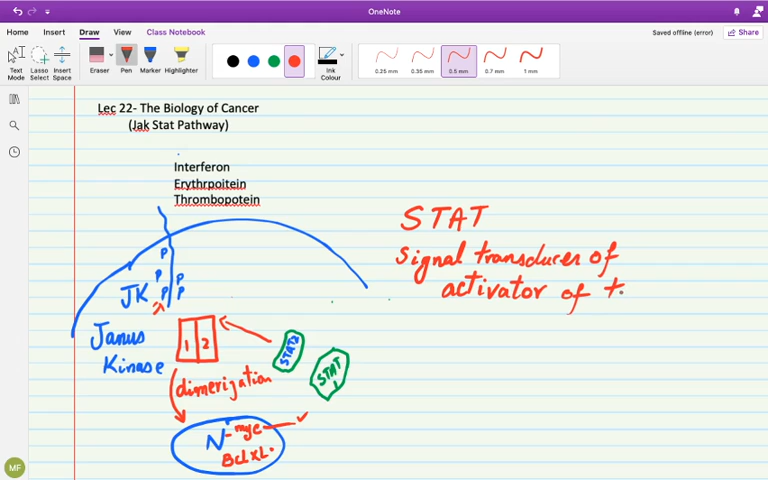 OneNote
Home Insert Draw View Class Notebook
Saved offline (error) Share
Text Mode Lasso Select Insert Space Eraser Pen Marker Highlighter Ink Colour 0.25 mm 0.35 mm 0.5 mm 0.7 mm 1 mm
Lec 22- The Biology of Cancer
(Jak Stat Pathway)
Interferon
Erythrpoitein
Thrombopotein
STAT
Signal transducer of
activator of t.
P
P P
JK P P
Janus
Kinase
1 2
STAT2
STAT 1
dimerization
N- myc
BCLXL.
MF